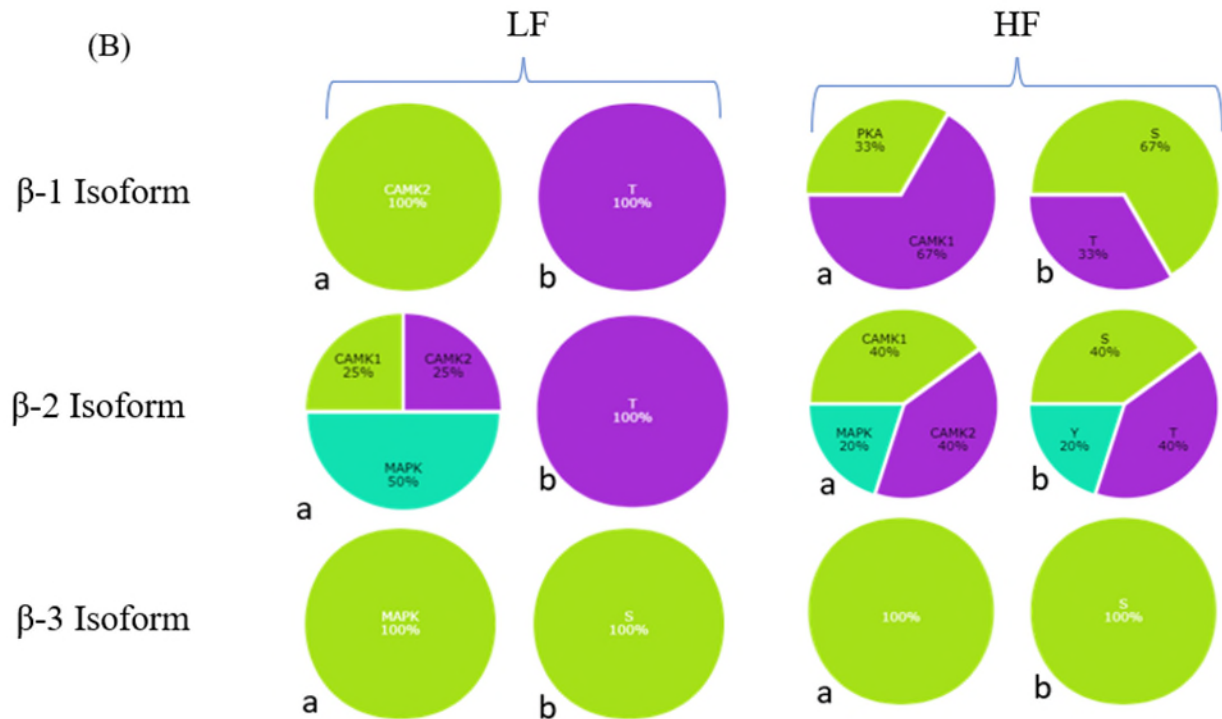 (B)
LF
HF
β-1 Isoform
CAMK2
100%
a
T
100%
b
PKA
33%
CAMK1
67%
a
S
67%
T
33%
b
β-2 Isoform
CAMK1
25%
CAMK2
25%
MAPK
50%
a
T
100%
b
CAMK1
40%
MAPK
20%
CAMK2
40%
a
S
40%
Y
20%
T
40%
b
β-3 Isoform
MAPK
100%
a
S
100%
b
100%
a
S
100%
b